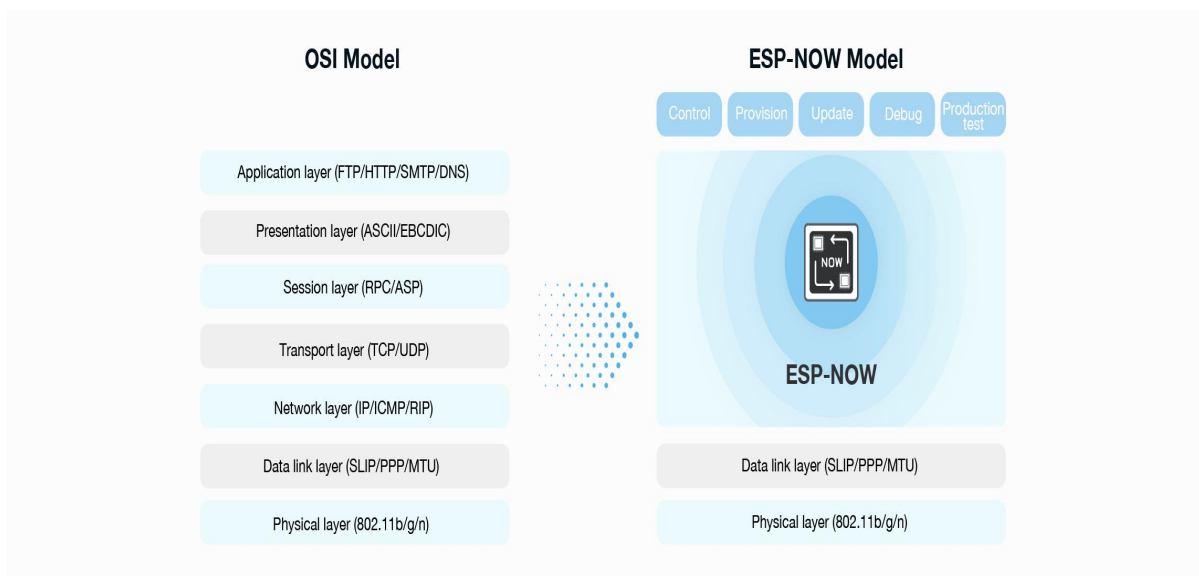 OSI Model
Application layer (FTP/HTTP/SMTP/DNS)
Presentation layer (ASCII/EBCDIC)
Session layer (RPC/ASP)
Transport layer (TCP/UDP)
Network layer (IP/ICMP/RIP)
Data link layer (SLIP/PPP/MTU)
Physical layer (802.11b/g/n)
ESP-NOW Model
Control
Provision
Update
Debug
Production
test
NOW
ESP-NOW
Data link layer (SLIP/PPP/MTU)
Physical layer (802.11b/g/n)